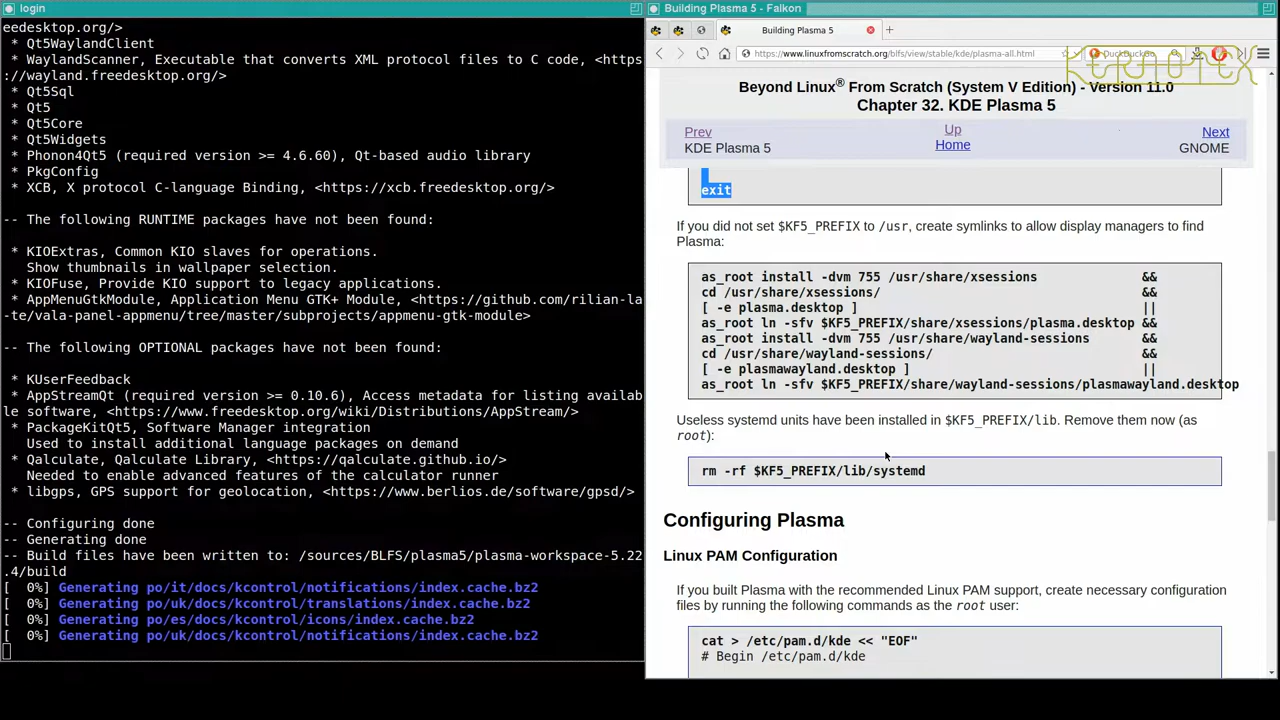 login
eedesktop.org/>
 * Qt5WaylandClient
 * WaylandScanner, Executable that converts XML protocol files to C code, <https
://wayland.freedesktop.org/>
 * Qt5Sql
 * Qt5
 * Qt5Core
 * Qt5Widgets
 * Phonon4Qt5 (required version >= 4.6.60), Qt-based audio library
 * PkgConfig
 * XCB, X protocol C-language Binding, <https://xcb.freedesktop.org/>
-- The following RUNTIME packages have not been found:
 * KIOExtras, Common KIO slaves for operations.
   Show thumbnails in wallpaper selection.
 * KIOFuse, Provide KIO support to legacy applications.
 * AppMenuGtkModule, Application Menu GTK+ Module, <https://github.com/rilian-la
-te/vala-panel-appmenu/tree/master/subprojects/appmenu-gtk-module>
-- The following OPTIONAL packages have not been found:
 * KUserFeedback
 * AppStreamQt (required version >= 0.10.6), Access metadata for listing availab
le software, <https://www.freedesktop.org/wiki/Distributions/AppStream/>
 * PackageKitQt5, Software Manager integration
   Used to install additional language packages on demand
 * Qalculate, Qalculate Library, <https://qalculate.github.io/>
   Needed to enable advanced features of the calculator runner
 * libgps, GPS support for geolocation, <https://www.berlios.de/software/gpsd/>
-- Configuring done
-- Generating done
-- Build files have been written to: /sources/BLFS/plasma5/plasma-workspace-5.22
.4/build
[  0%] Generating po/it/docs/kcontrol/notifications/index.cache.bz2
[  0%] Generating po/uk/docs/kcontrol/translations/index.cache.bz2
[  0%] Generating po/es/docs/kcontrol/icons/index.cache.bz2
[  0%] Generating po/uk/docs/kcontrol/notifications/index.cache.bz2
Building Plasma 5 - Falkon
Building Plasma 5
https://www.linuxfromscratch.org/blfs/view/stable/kde/plasma-all.html
DuckDuckGo
KERNOTEX
Beyond Linux® From Scratch (System V Edition) - Version 11.0
Chapter 32. KDE Plasma 5
Prev Up Next
KDE Plasma 5 Home GNOME
exit
If you did not set $KF5_PREFIX to /usr, create symlinks to allow display managers to find
Plasma:
as_root install -dvm 755 /usr/share/xsessions &&
cd /usr/share/xsessions/ &&
[ -e plasma.desktop ] ||
as_root ln -sfv $KF5_PREFIX/share/xsessions/plasma.desktop &&
as_root install -dvm 755 /usr/share/wayland-sessions &&
cd /usr/share/wayland-sessions/ &&
[ -e plasmawayland.desktop ] ||
as_root ln -sfv $KF5_PREFIX/share/wayland-sessions/plasmawayland.desktop
Useless systemd units have been installed in $KF5_PREFIX/lib. Remove them now (as
root):
rm -rf $KF5_PREFIX/lib/systemd
Configuring Plasma
Linux PAM Configuration
If you built Plasma with the recommended Linux PAM support, create necessary configuration
files by running the following commands as the root user:
cat > /etc/pam.d/kde << "EOF"
# Begin /etc/pam.d/kde